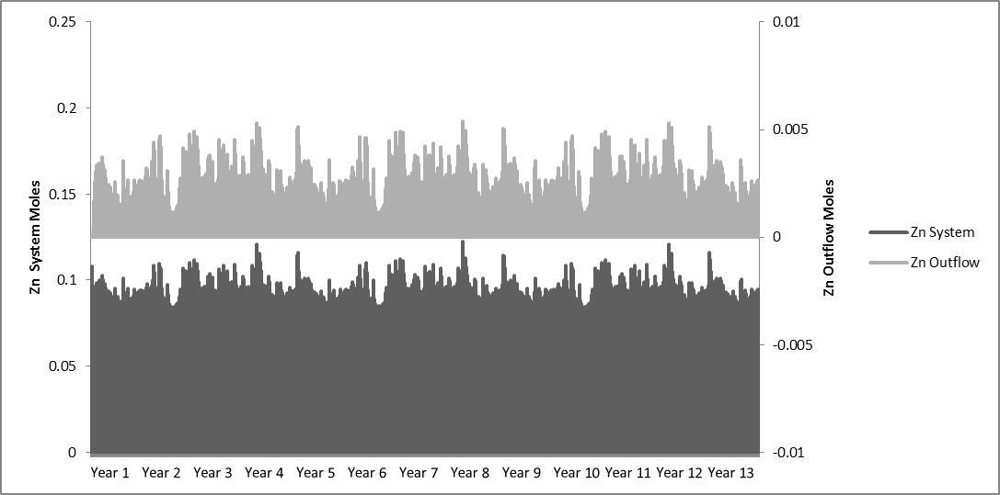 0.25
0.2
0.15
0.1
0.05
0
Zn  System Moles
0.01
0.005
0
-0.005
-0.01
Zn Outflow Moles
Zn System
Zn Outflow
Year 1 Year 2 Year 3 Year 4 Year 5 Year 6 Year 7 Year 8 Year 9 Year 10 Year 11 Year 12 Year 13